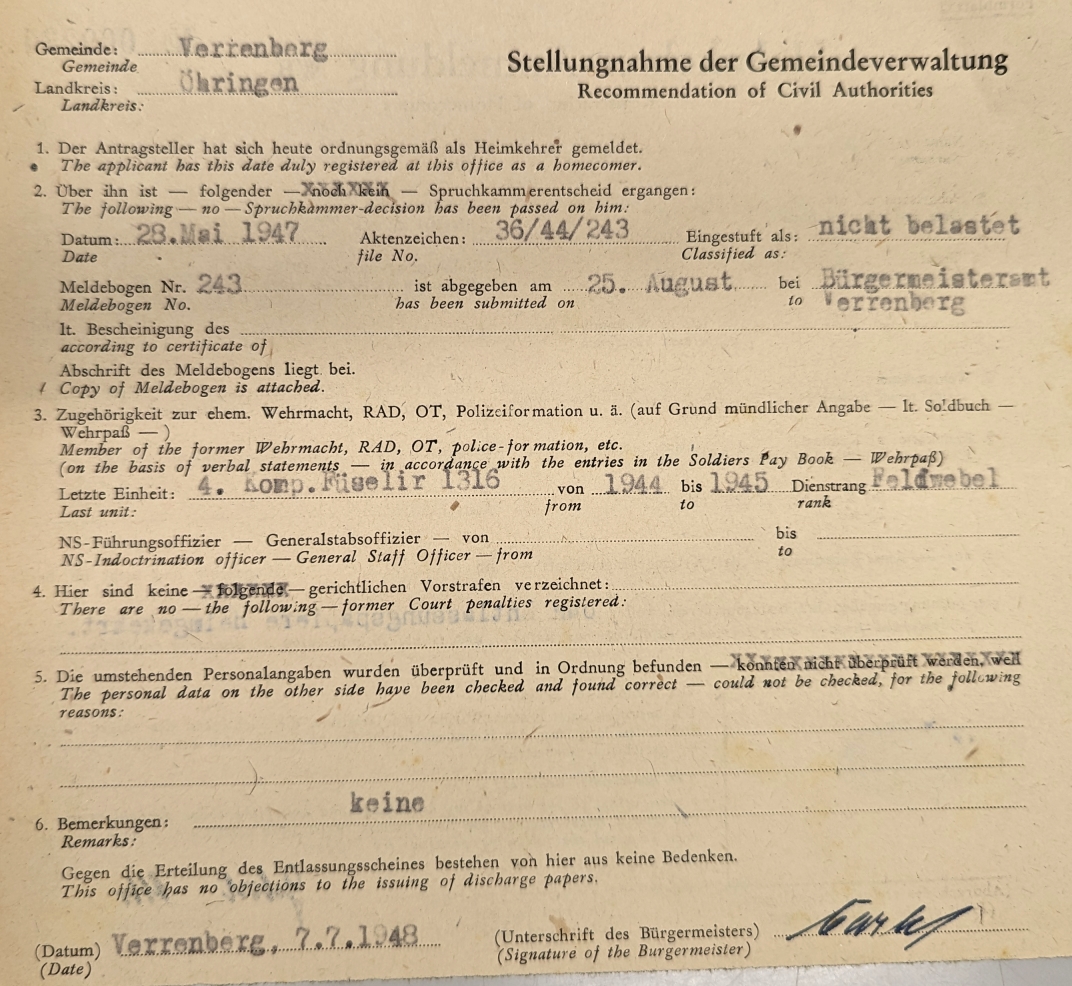 Gemeinde: Verrenberg
Gemeinde
Landkreis: Öhringen
Landkreis:
Stellungnahme der Gemeindeverwaltung
Recommendation of Civil Authorities
1. Der Antragsteller hat sich heute ordnungsgemäß als Heimkehrer gemeldet.
The applicant has this date duly registered at this office as a homecomer.
2. Über ihn ist — folgender — noch kein — Spruchkammerentscheid ergangen:
The following — no — Spruchkammer-decision has been passed on him:
Datum: 28.Mai 1947 Aktenzeichen: 36/44/243 Eingestuft als: nicht belastet
Date file No. Classified as:
Meldebogen Nr. 243 ist abgegeben am 25. August bei Bürgermeisteramt
Meldebogen No. has been submitted on to Verrenberg
lt. Bescheinigung des
according to certificate of
Abschrift des Meldebogens liegt bei.
Copy of Meldebogen is attached.
3. Zugehörigkeit zur ehem. Wehrmacht, RAD, OT, Polizeiformation u. ä. (auf Grund mündlicher Angabe — lt. Soldbuch —
Wehrpaß — )
Member of the former Wehrmacht, RAD, OT, police-formation, etc.
(on the basis of verbal statements — in accordance with the entries in the Soldiers Pay Book — Wehrpaß)
Letzte Einheit: 4. Komp.Füselir 1316 von 1944 bis 1945 Dienstrang Feldwebel
Last unit: from to rank
NS-Führungsoffizier — Generalstabsoffizier — von bis
NS-Indoctrination officer — General Staff Officer — from to
4. Hier sind keine — folgende — gerichtlichen Vorstrafen verzeichnet:
There are no — the following — former Court penalties registered:
5. Die umstehenden Personalangaben wurden überprüft und in Ordnung befunden — konnten nicht überprüft werden, weil
The personal data on the other side have been checked and found correct — could not be checked, for the following
reasons:
keine
6. Bemerkungen:
Remarks:
Gegen die Erteilung des Entlassungsscheines bestehen von hier aus keine Bedenken.
This office has no objections to the issuing of discharge papers.
(Datum) Verrenberg, 7.7.1948 (Unterschrift des Bürgermeisters)
(Date) (Signature of the Burgermeister)